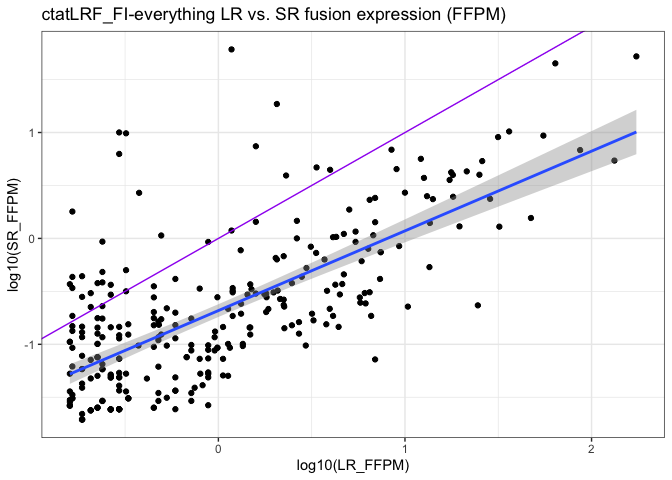 ctatLRF_FI-everything LR vs. SR fusion expression (FFPM)
log10(SR_FFPM)
1
0
-1
0
1
2
log10(LR_FFPM)